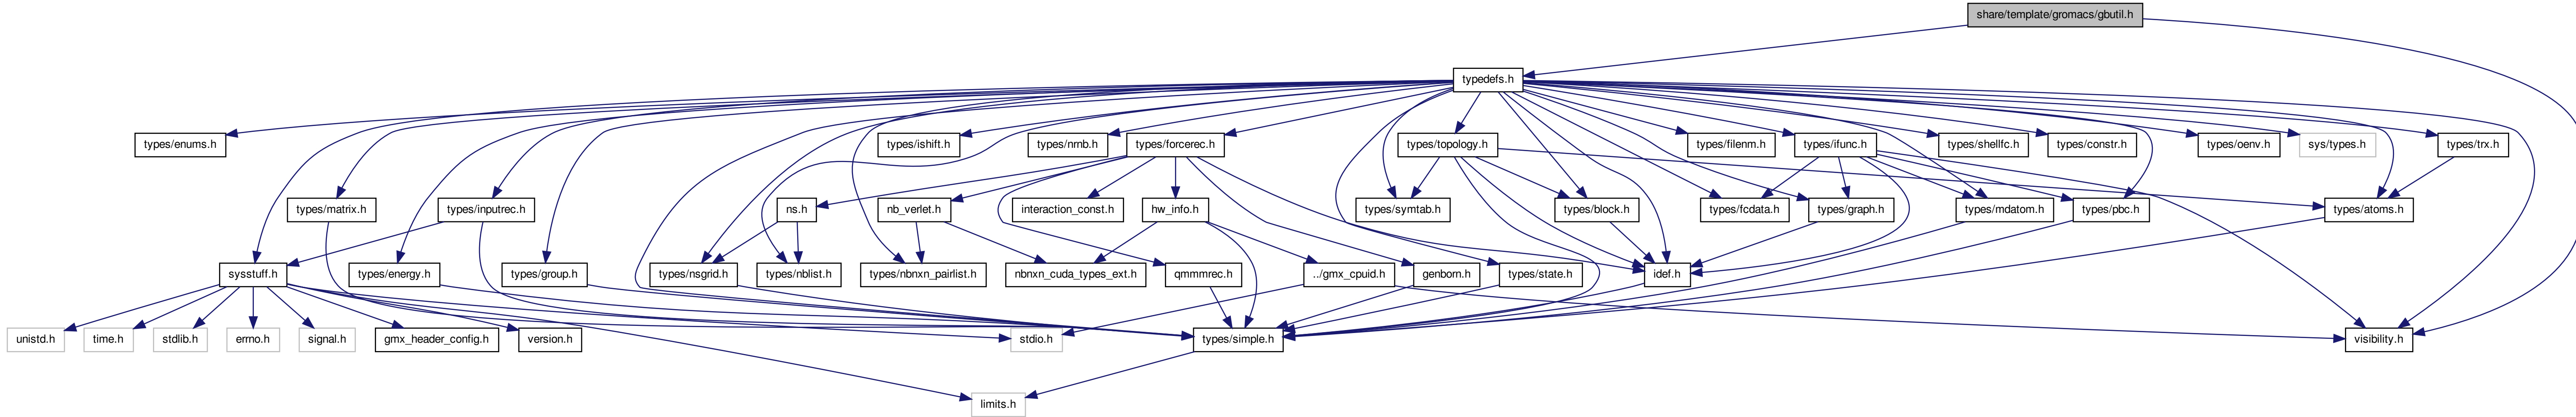 share/template/gromacs/gbutil.h
typedefs.h
types/enums.h
types/ishift.h
types/nrnb.h
types/forcerec.h
types/topology.h
types/filenm.h
types/ifunc.h
types/shellfc.h
types/constr.h
types/oenv.h
sys/types.h
types/trx.h
types/matrix.h
types/inputrec.h
ns.h
nb_verlet.h
interaction_const.h
hw_info.h
types/symtab.h
types/block.h
types/fcdata.h
types/graph.h
types/mdatom.h
types/pbc.h
types/atoms.h
sysstuff.h
types/energy.h
types/group.h
types/nsgrid.h
types/nblist.h
types/nbnxn_pairlist.h
nbnxn_cuda_types_ext.h
qmmmrec.h
../gmx_cpuid.h
genborn.h
types/state.h
idef.h
unistd.h
time.h
stdlib.h
errno.h
signal.h
gmx_header_config.h
version.h
stdio.h
types/simple.h
visibility.h
limits.h